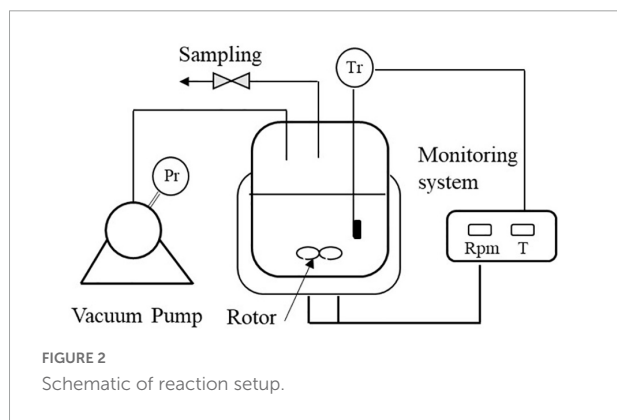 Sampling
Tr
Pr
Monitoring
system
Rpm T
Vacuum Pump
Rotor
FIGURE 2
Schematic of reaction setup.